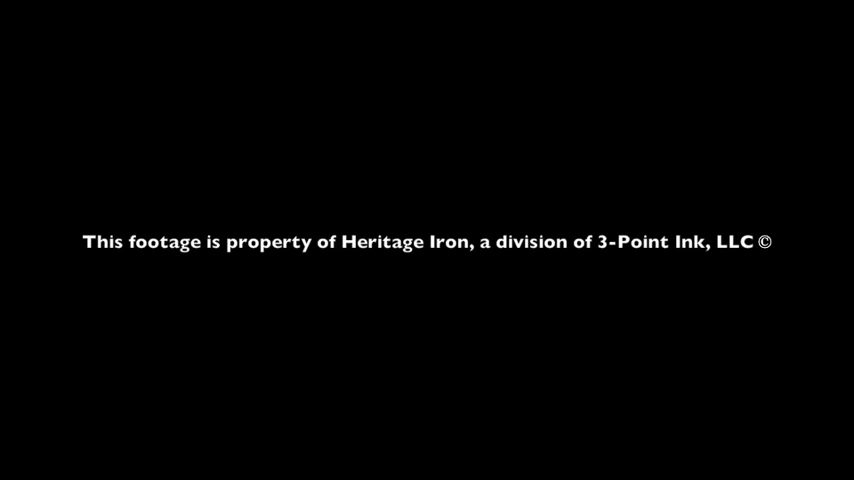 This footage is property of Heritage Iron, a division of 3-Point Ink, LLC ©